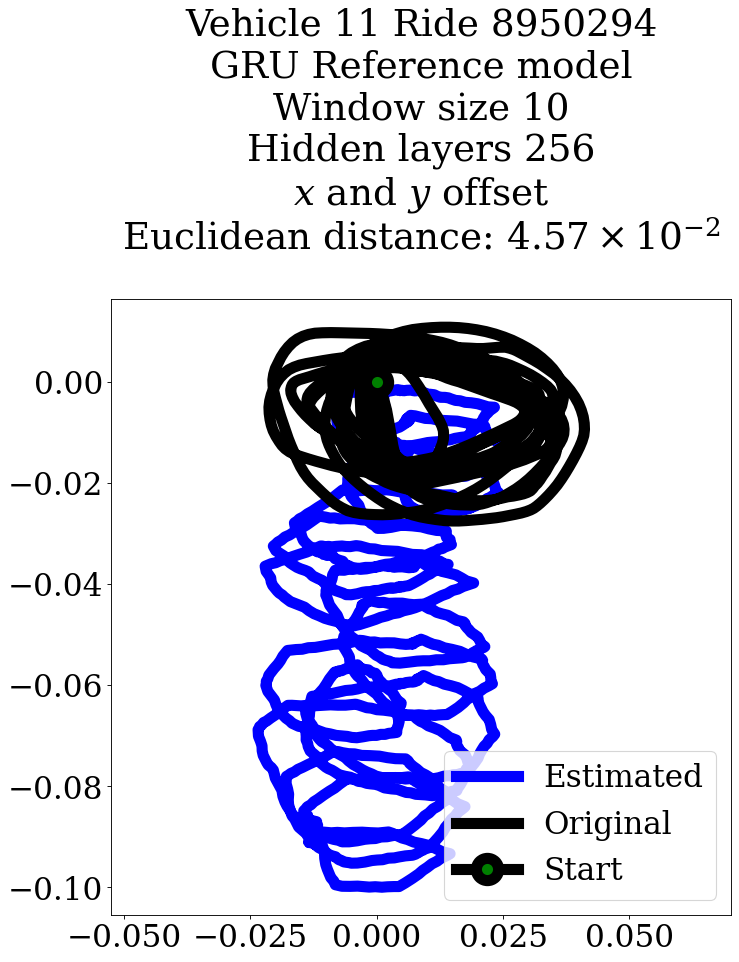 Vehicle 11 Ride 8950294
GRU Reference model
Window size 10
Hidden layers 256
x and y offset
Euclidean distance: 4.57 × 10⁻²
0.00
−0.02
−0.04
−0.06
−0.08
−0.10
−0.050 −0.025 0.000 0.025 0.050
Estimated
Original
Start